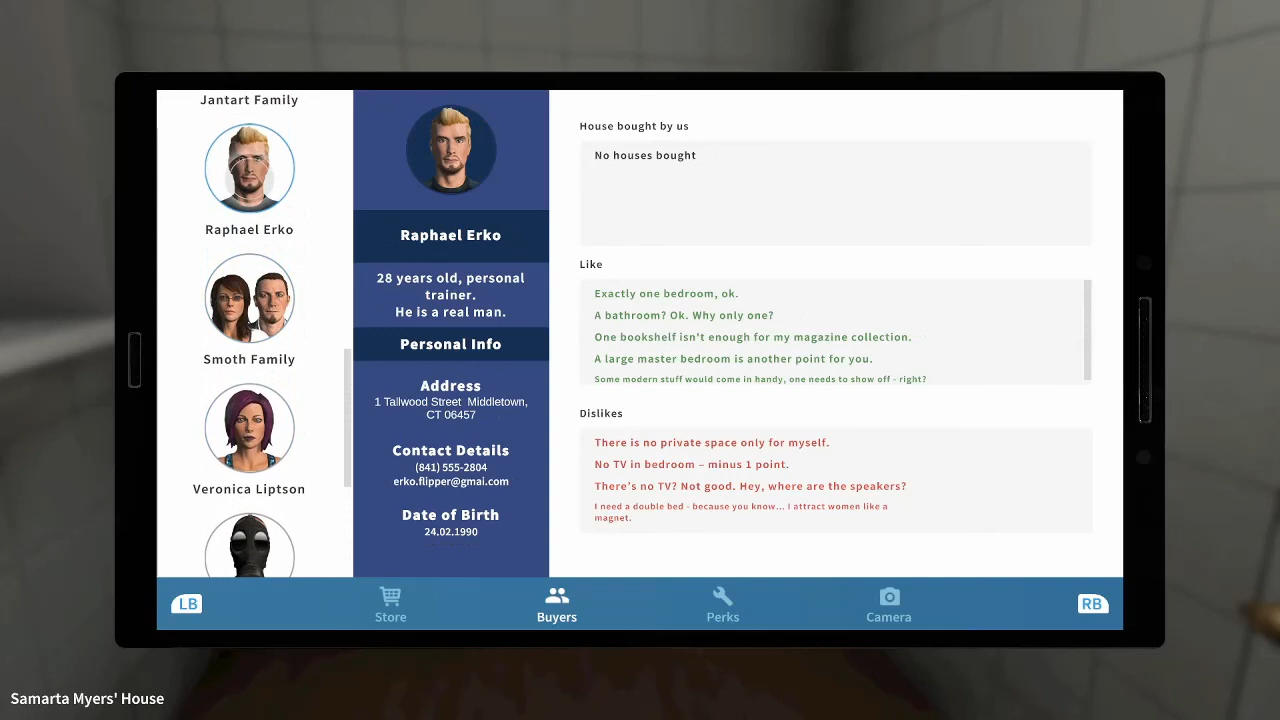 Jantart Family
Raphael Erko
Smoth Family
Veronica Liptson
Raphael Erko
28 years old, personal
trainer.
He is a real man.
Personal Info
Address
1 Tallwood Street Middletown,
CT 06457
Contact Details
(841) 555-2804
erko.flipper@gmai.com
Date of Birth
24.02.1990
House bought by us
No houses bought
Like
Exactly one bedroom, ok.
A bathroom? Ok. Why only one?
One bookshelf isn't enough for my magazine collection.
A large master bedroom is another point for you.
Some modern stuff would come in handy, one needs to show off - right?
Dislikes
There is no private space only for myself.
No TV in bedroom – minus 1 point.
There's no TV? Not good. Hey, where are the speakers?
I need a double bed - because you know... I attract women like a
magnet.
LB
Store
Buyers
Perks
Camera
RB
Samarta Myers' House